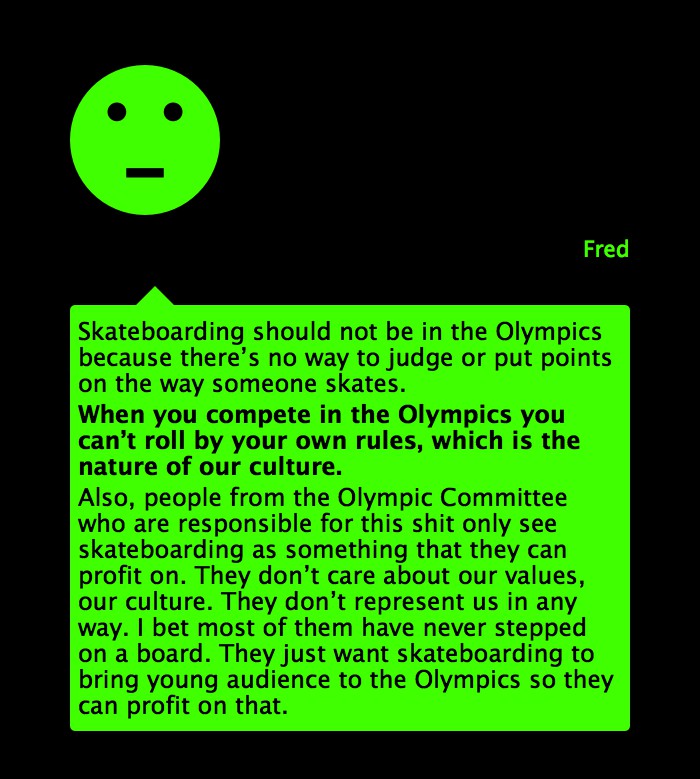 Fred
Skateboarding should not be in the Olympics
because there’s no way to judge or put points
on the way someone skates.
When you compete in the Olympics you
can’t roll by your own rules, which is the
nature of our culture.
Also, people from the Olympic Committee
who are responsible for this shit only see
skateboarding as something that they can
profit on. They don’t care about our values,
our culture. They don’t represent us in any
way. I bet most of them have never stepped
on a board. They just want skateboarding to
bring young audience to the Olympics so they
can profit on that.